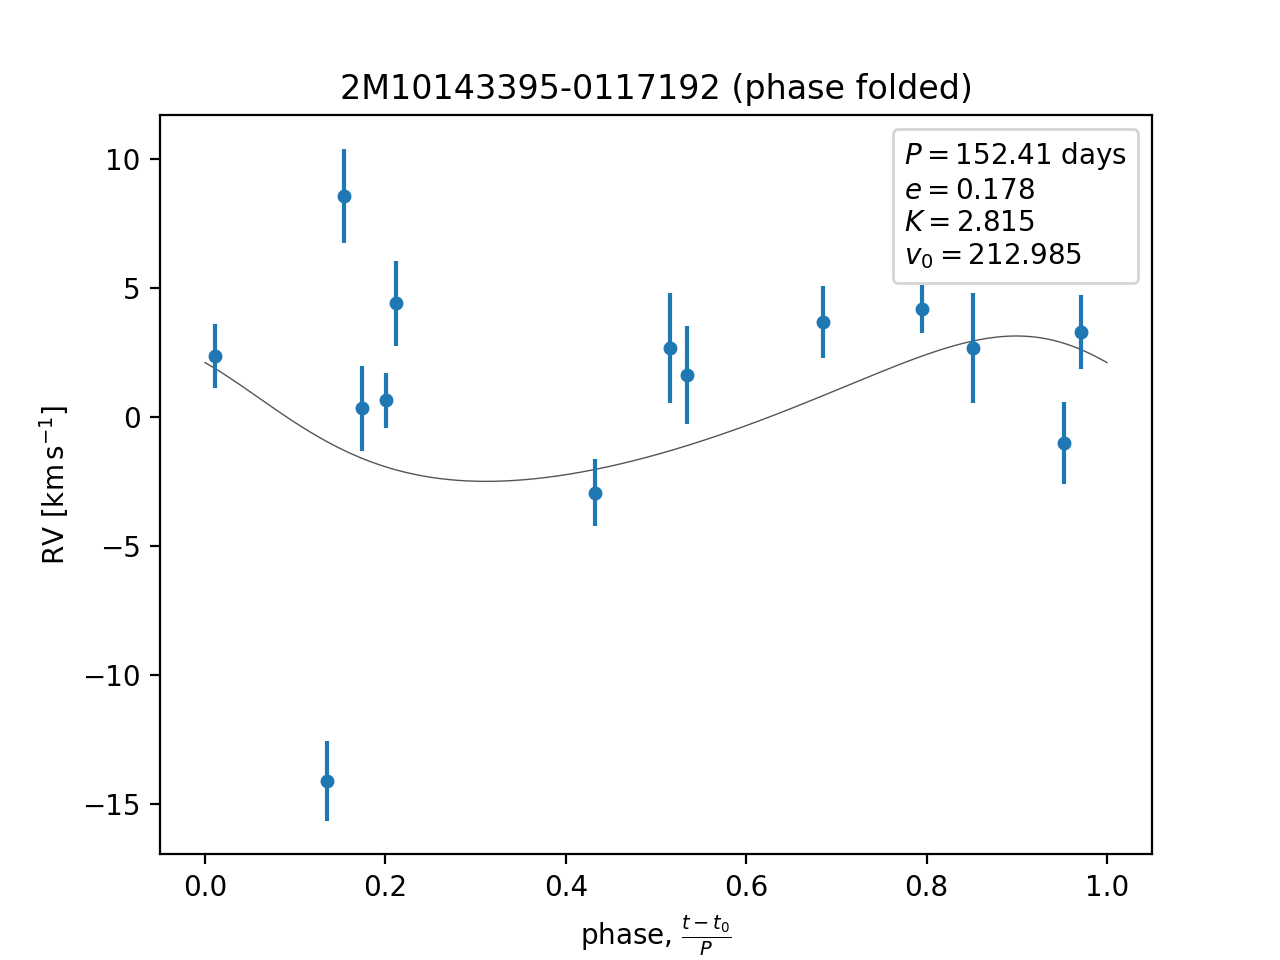 2M10143395-0117192 (phase folded)
P = 152.41 days
e = 0.178
K = 2.815
v₀ = 212.985
RV [km s⁻¹]
10
5
0
−5
−10
−15
0.0 0.2 0.4 0.6 0.8 1.0
phase, (t − t₀)/P